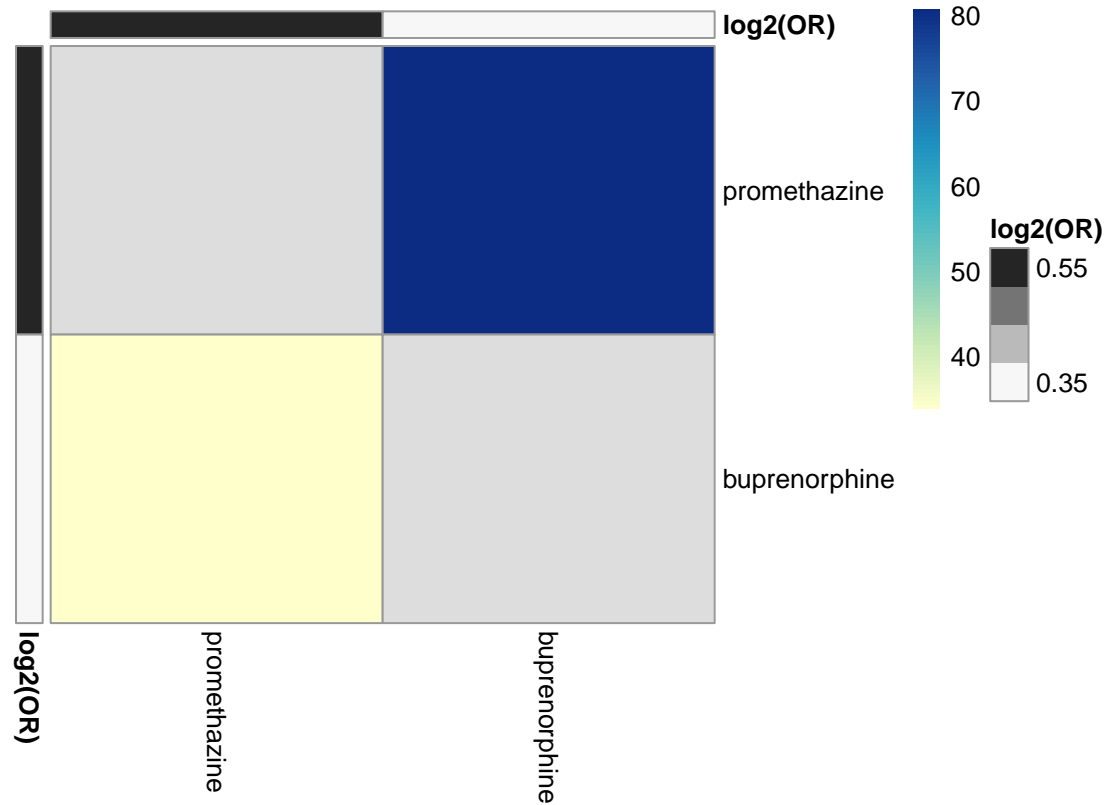 log2(OR)
80
70
60
50
40
log2(OR)
0.55
0.35
promethazine
buprenorphine
log2(OR)
promethazine
buprenorphine